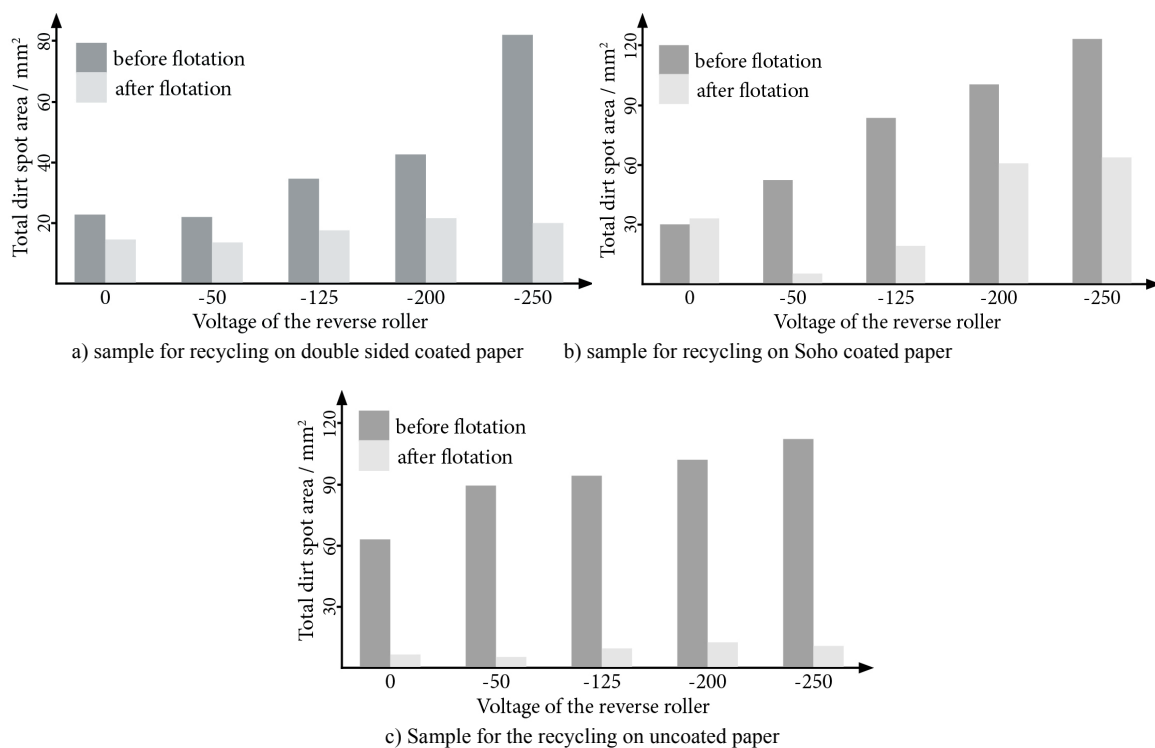 Total dirt spot area / mm²
80
60
40
20
before flotation
after flotation
0 -50 -125 -200 -250
Voltage of the reverse roller
a) sample for recycling on double sided coated paper
Total dirt spot area / mm²
120
90
60
30
before flotation
after flotation
0 -50 -125 -200 -250
Voltage of the reverse roller
b) sample for recycling on Soho coated paper
Total dirt spot area / mm²
120
90
60
30
before flotation
after flotation
0 -50 -125 -200 -250
Voltage of the reverse roller
c) Sample for the recycling on uncoated paper